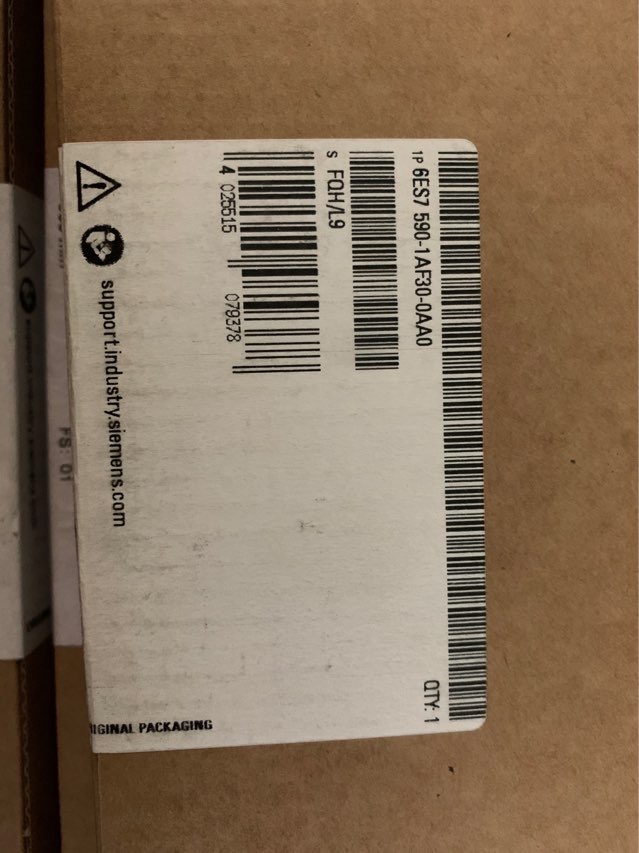 1P 6ES7 590-1AF30-0AA0
QTY: 1
S FQH/L9
4 025515 079378
support.industry.siemens.com
IGINAL PACKAGING
FS: 01